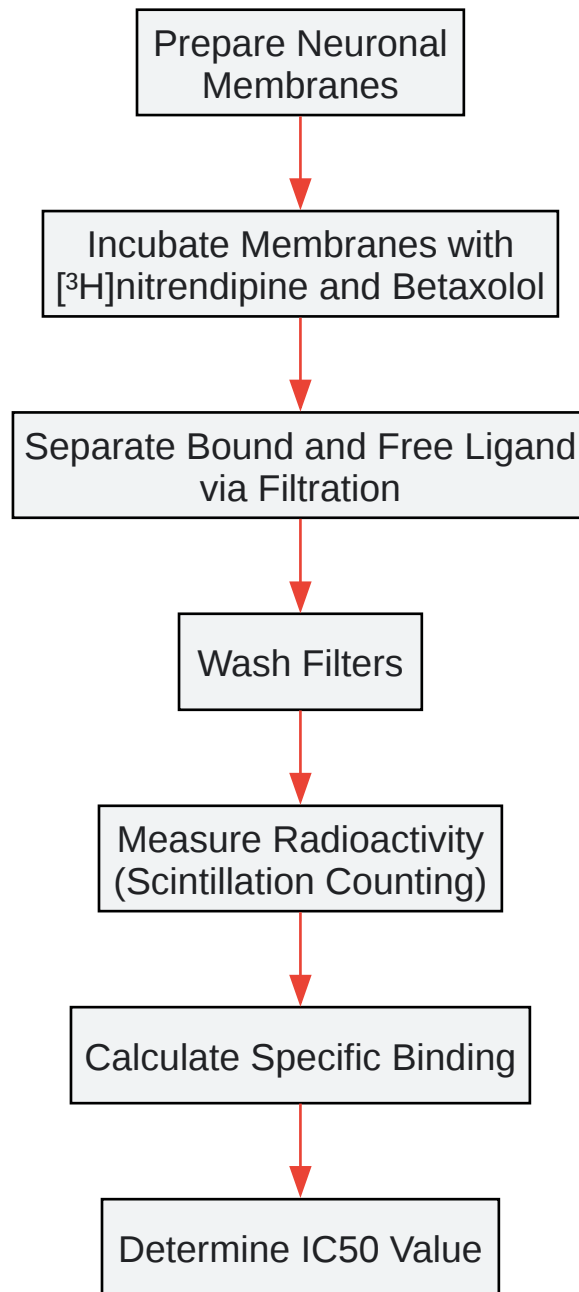 Prepare Neuronal
Membranes
Incubate Membranes with
[³H]nitrendipine and Betaxolol
Separate Bound and Free Ligand
via Filtration
Wash Filters
Measure Radioactivity
(Scintillation Counting)
Calculate Specific Binding
Determine IC50 Value